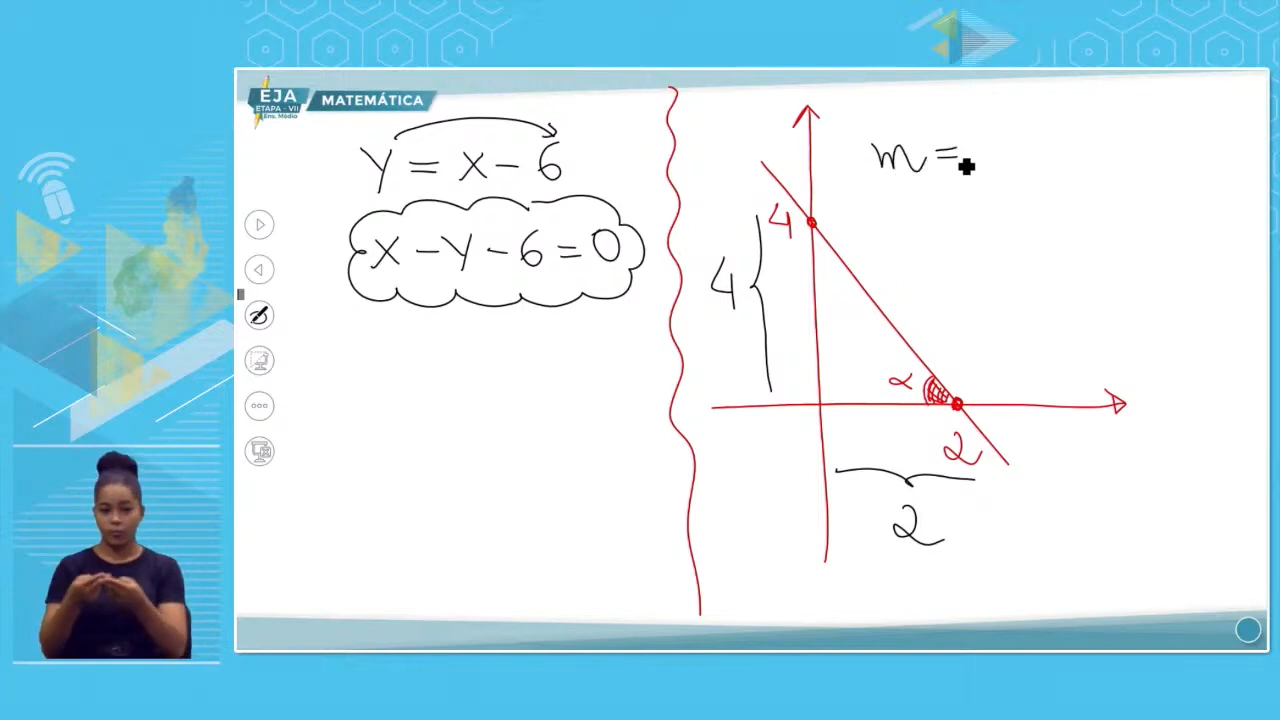 EJA
ETAPA - VII
Ens. Médio
MATEMÁTICA
Y = X - 6
X - Y - 6 = 0
m =
4
4
α
2
2